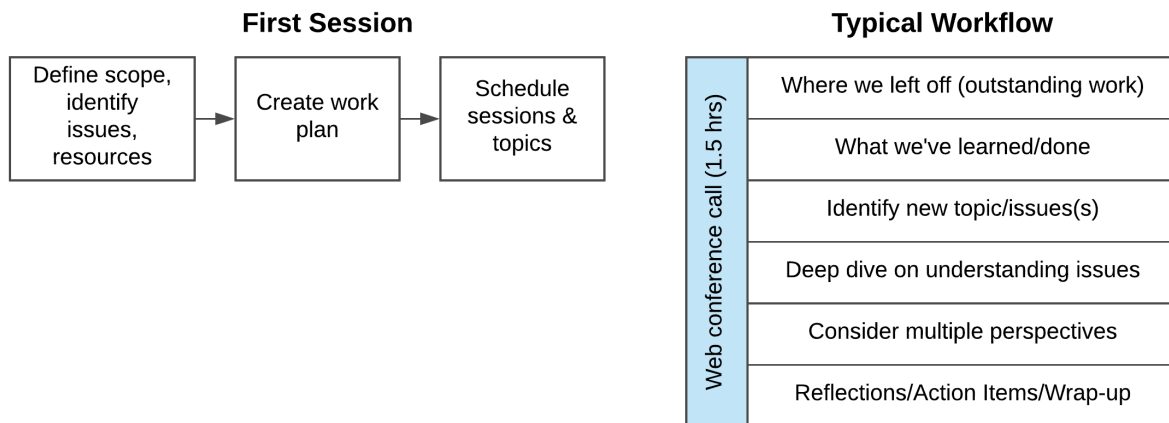 First Session
Define scope,
identify
issues,
resources
Create work
plan
Schedule
sessions &
topics
Typical Workflow
Web conference call (1.5 hrs)
Where we left off (outstanding work)
What we've learned/done
Identify new topic/issues(s)
Deep dive on understanding issues
Consider multiple perspectives
Reflections/Action Items/Wrap-up